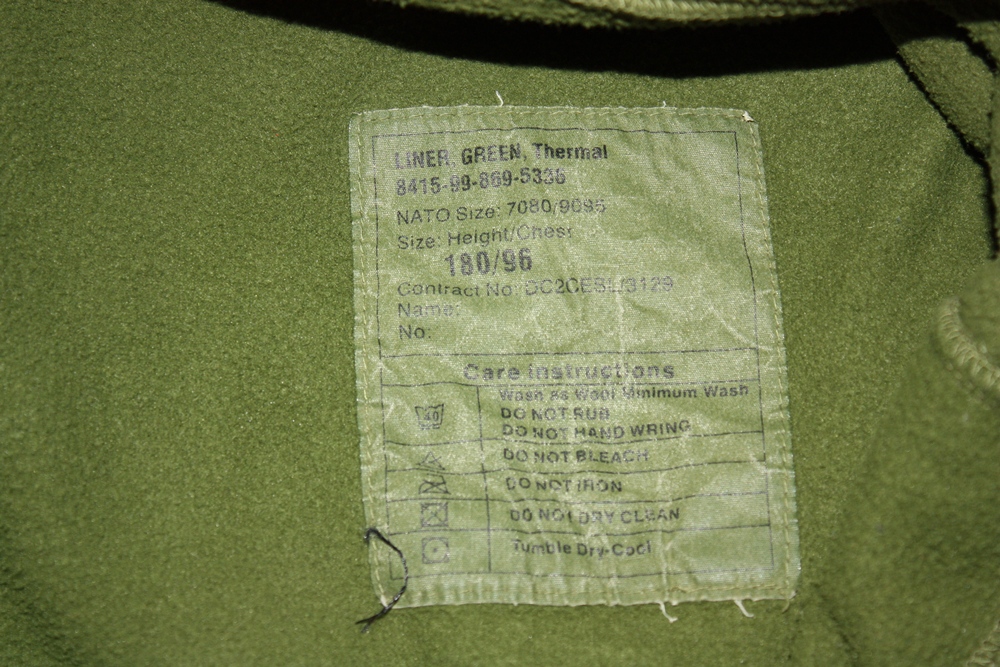 LINER, GREEN, Thermal
8415-99-869-5336
NATO Size: 7080/9095
Size: Height/Chest
180/96
Contract No:
Name:
No.
Care instructions
Wash as Wool Minimum Wash
DO NOT RUB
DO NOT HAND WRING
DO NOT BLEACH
DO NOT IRON
DO NOT DRY CLEAN
Tumble Dry-Cool